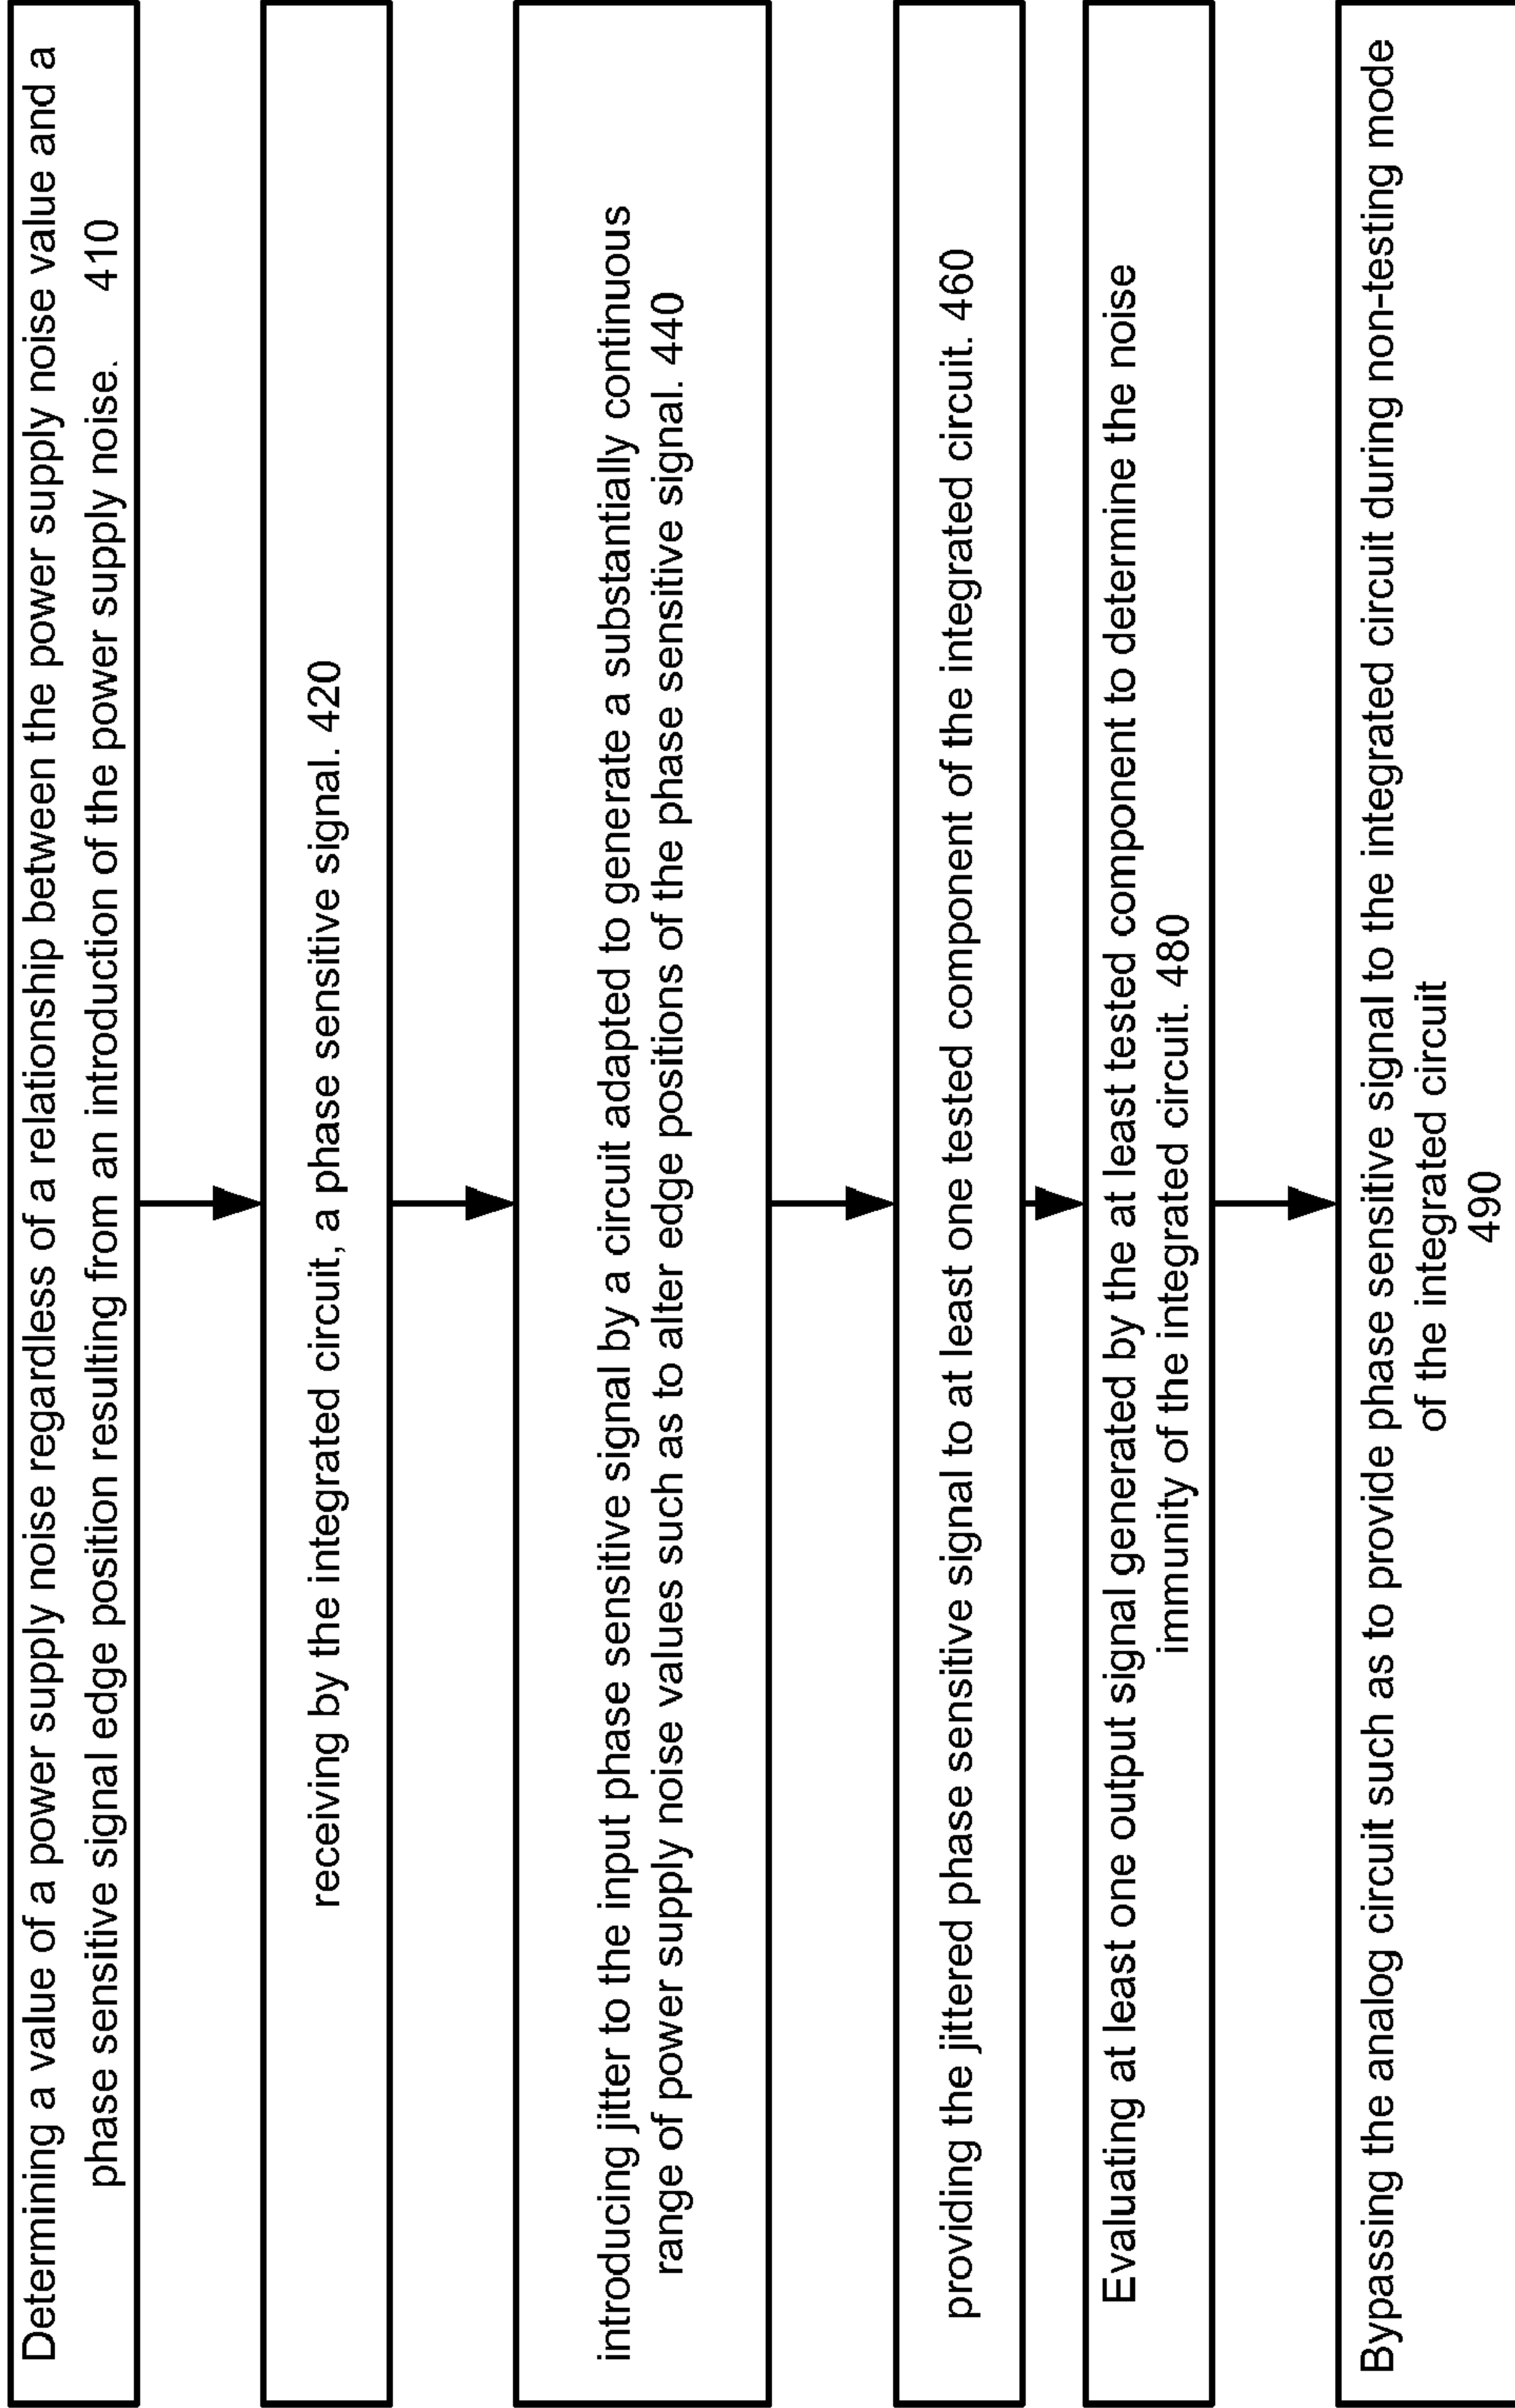 Determining a value of a power supply noise regardless of a relationship between the power supply noise value and a
phase sensitive signal edge position resulting from an introduction of the power supply noise. 410
receiving by the integrated circuit, a phase sensitive signal. 420
introducing jitter to the input phase sensitive signal by a circuit adapted to generate a substantially continuous
range of power supply noise values such as to alter edge positions of the phase sensitive signal. 440
providing the jittered phase sensitive signal to at least one tested component of the integrated circuit. 460
Evaluating at least one output signal generated by the at least tested component to determine the noise
immunity of the integrated circuit. 480
Bypassing the analog circuit such as to provide phase sensitive signal to the integrated circuit during non-testing mode
of the integrated circuit
490